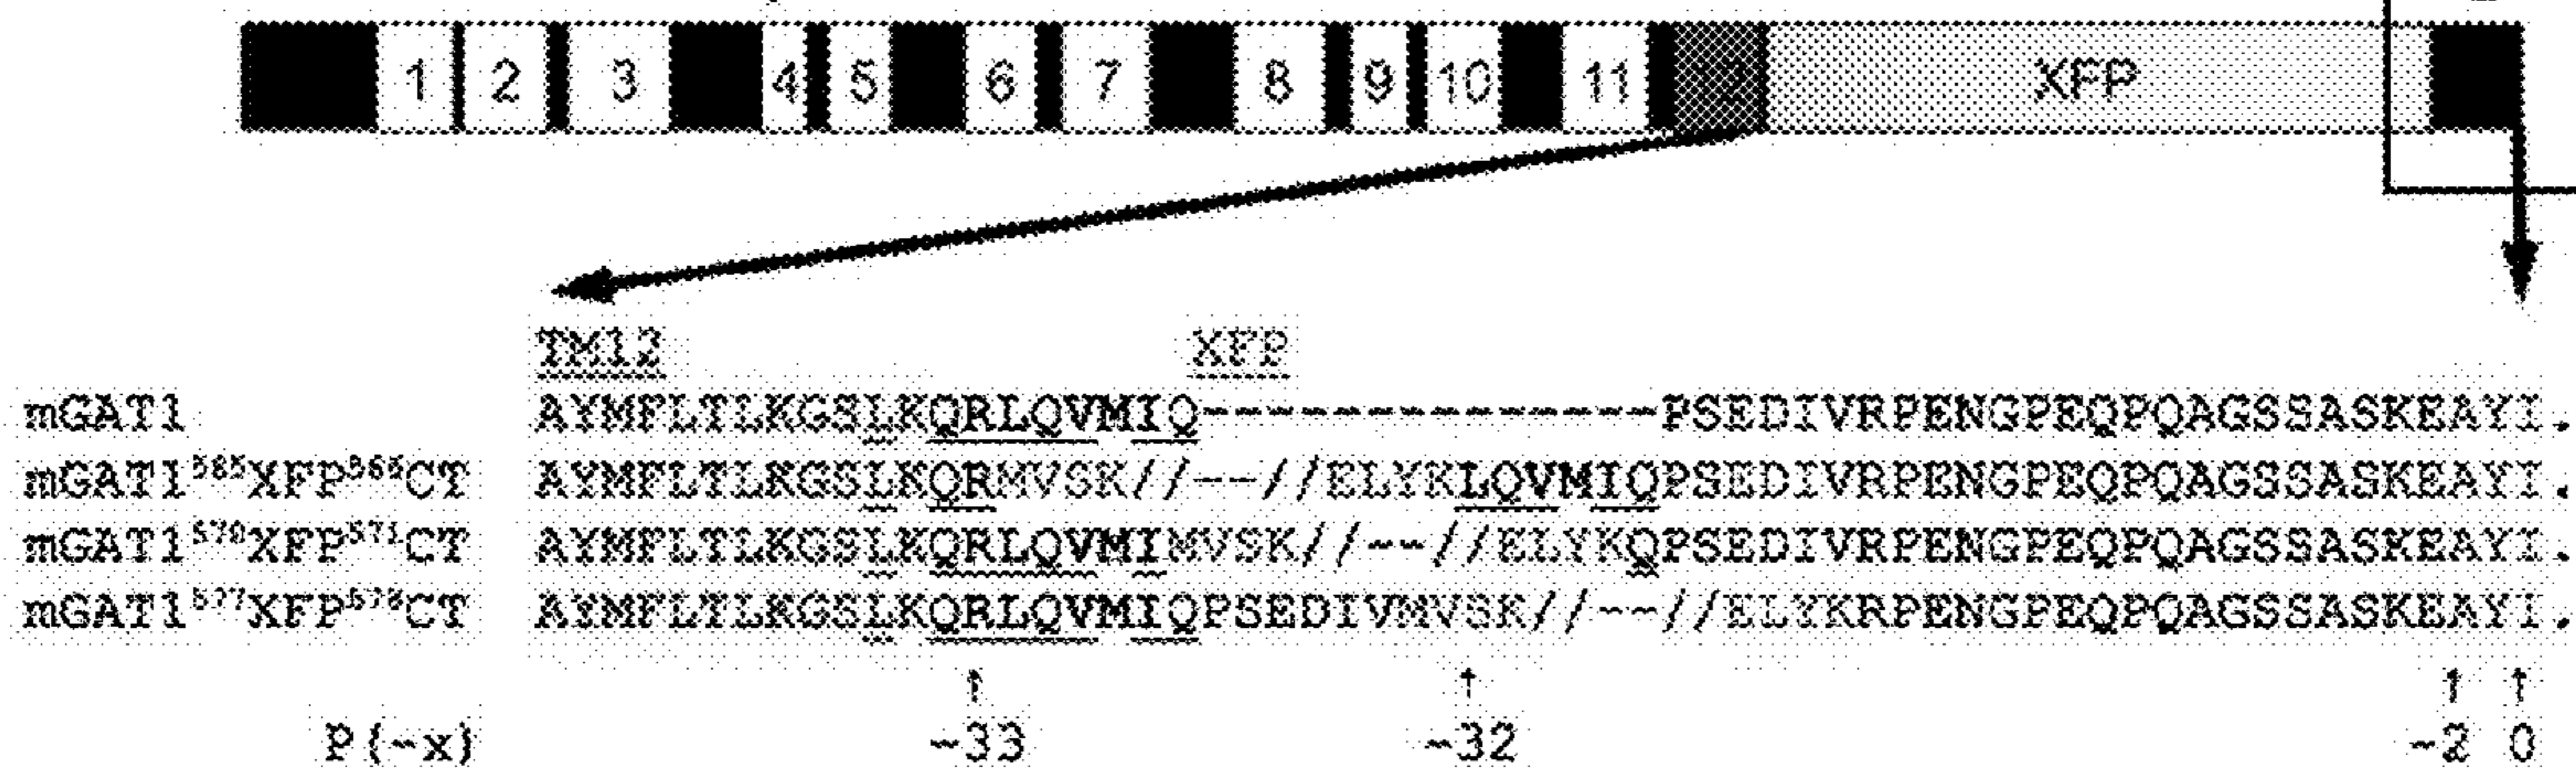 1 2 3 4 5 6 7 8 9 10 11 12 XFP
TM12 XFP
mGAT1 AYMFLTLKGSLKQRLQVMIQ--------------PSEDIVRPENGPEQPQAGSSASKEAYI.
mGAT1⁵⁶⁵XFP⁵⁶⁶CT AYMFLTLKGSLKQRMVSK//--//ELYKLQVMIQPSEDIVRPENGPEQPQAGSSASKEAYI.
mGAT1⁵⁷⁰XFP⁵⁷¹CT AYMFLTLKGSLKQRLQVMIMVSK//--//ELYKQPSEDIVRPENGPEQPQAGSSASKEAYI.
mGAT1⁵⁷⁷XFP⁵⁷⁸CT AYMFLTLKGSLKQRLQVMIQPSEDIVMVSK//--//ELYKRPENGPEQPQAGSSASKEAYI.
↑ ↑ ↑ ↑
P(-x) -33 -32 -2 0